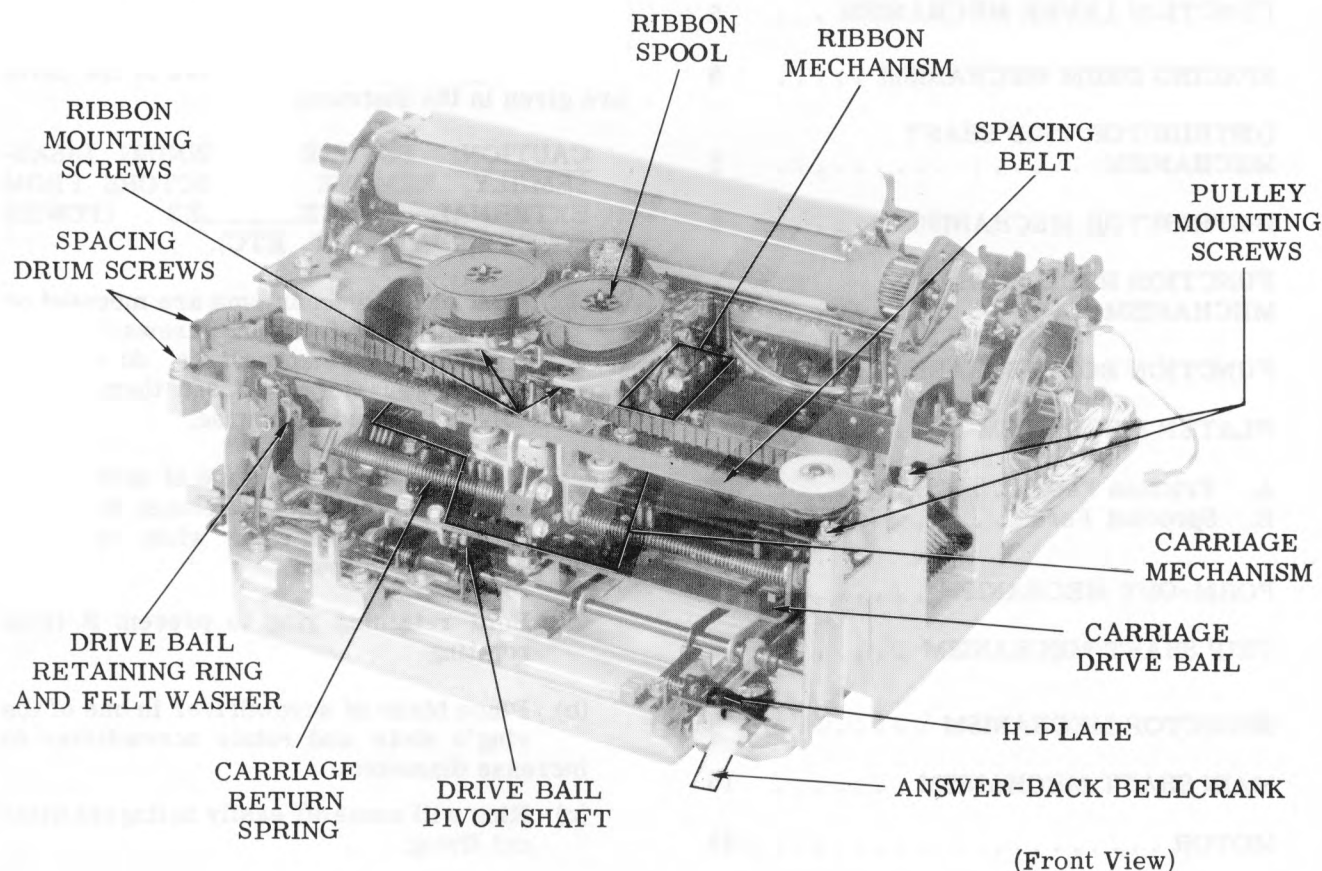 RIBBON
SPOOL
RIBBON
MECHANISM
RIBBON
MOUNTING
SCREWS
SPACING
BELT
PULLEY
MOUNTING
SCREWS
SPACING
DRUM SCREWS
CARRIAGE
MECHANISM
CARRIAGE
DRIVE BAIL
DRIVE BAIL
RETAINING RING
AND FELT WASHER
H-PLATE
CARRIAGE
RETURN
SPRING
DRIVE BAIL
PIVOT SHAFT
ANSWER-BACK BELLCRANK
(Front View)